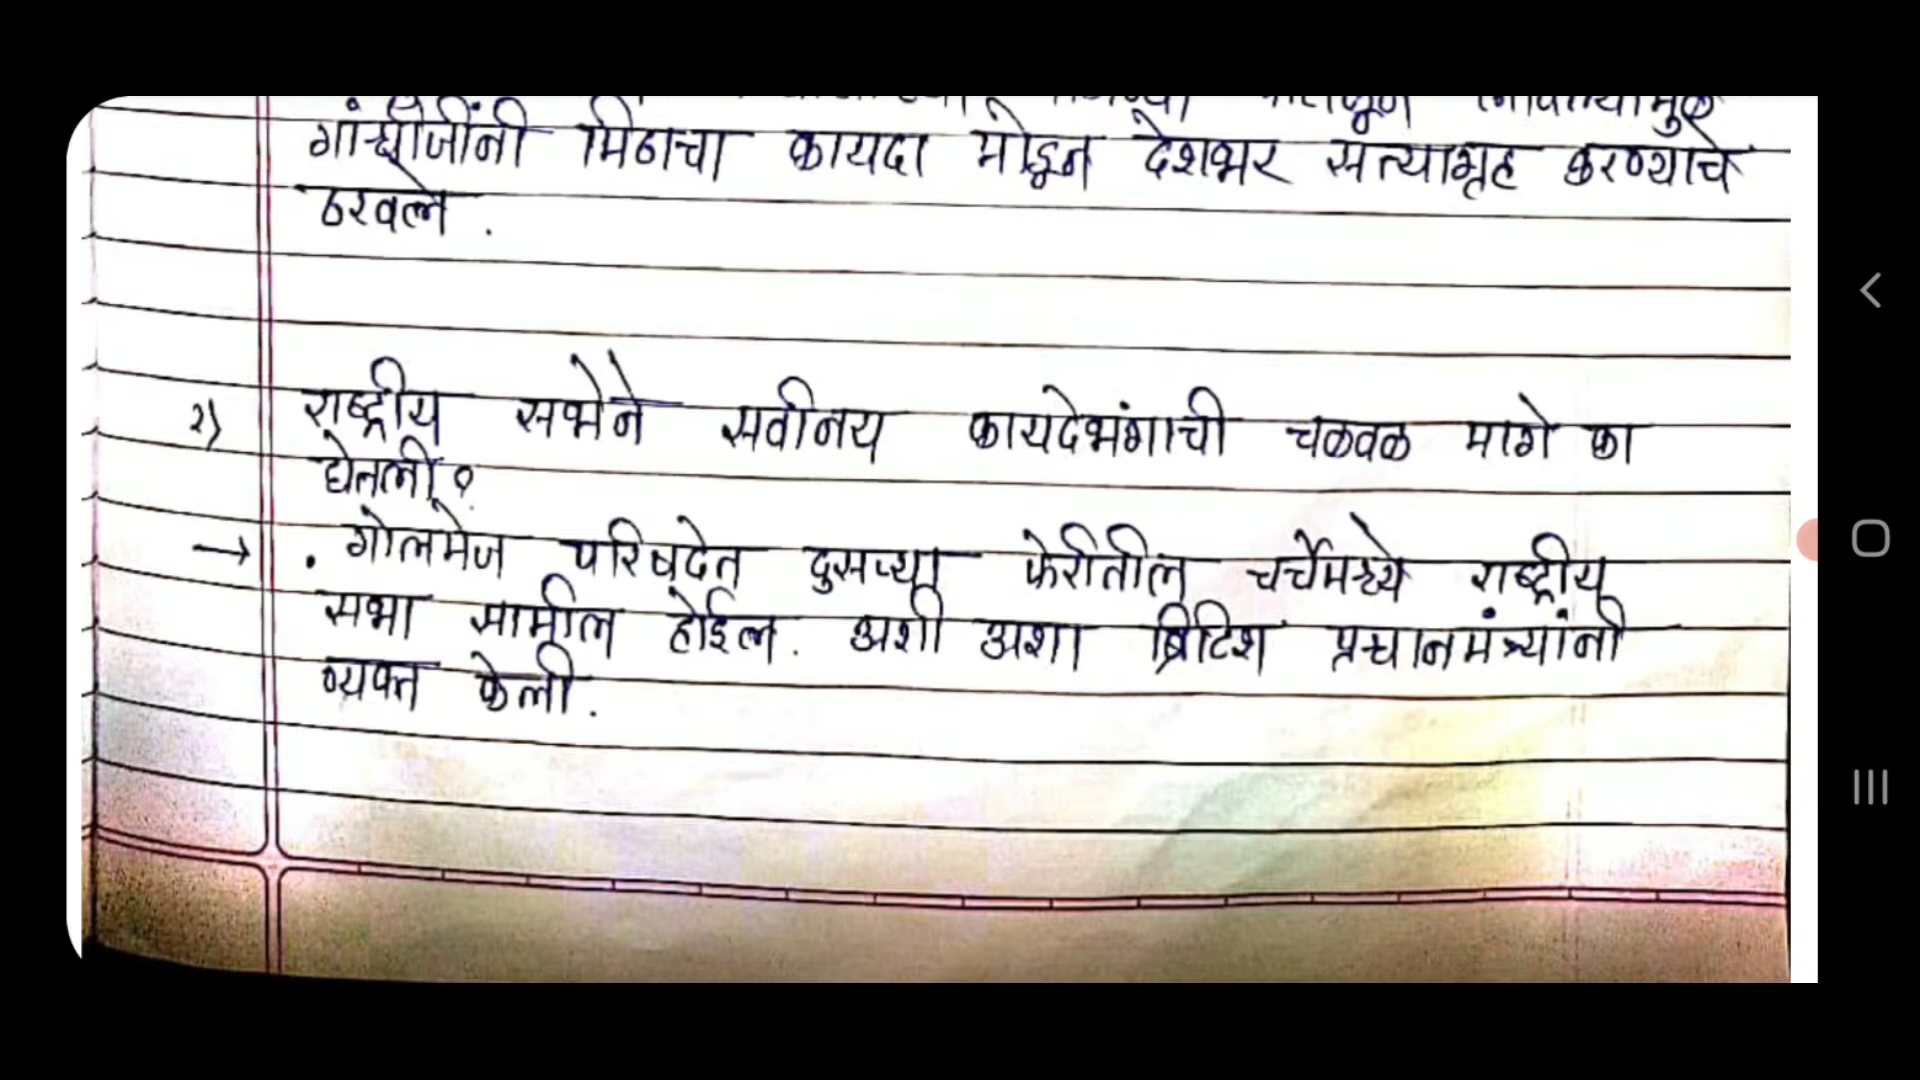 गांधीजींनी मिठाचा कायदा मोडून देशभर सत्याग्रह करण्याचे
ठरवले .
२) राष्ट्रीय सभेने सवीनय कायदेभंगाची चळवळ मागे का
घेतली?
→ . गोलमेज परिषदेत दुसऱ्या फेरीतील चर्चेमध्ये राष्ट्रीय
सभा सामील होईल. अशी अशा ब्रिटिश प्रधानमंत्र्यांनी
व्यक्त केली.